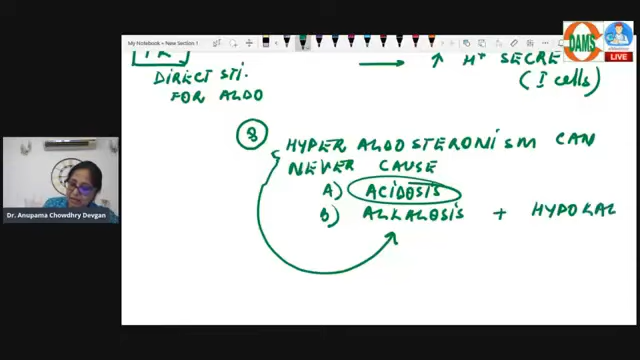 My Notebook • New Section 1
DAMS
LIVE
DIRECT STI.
FOR ALDO
→ ↑ H+ SECRE
(I cells)
8
HYPER ALDOSTERONISM CAN
NEVER CAUSE
A) ACIDOSIS
B) ALKALOSIS + HYPOKAL
Dr. Anupama Chowdhry Devgan